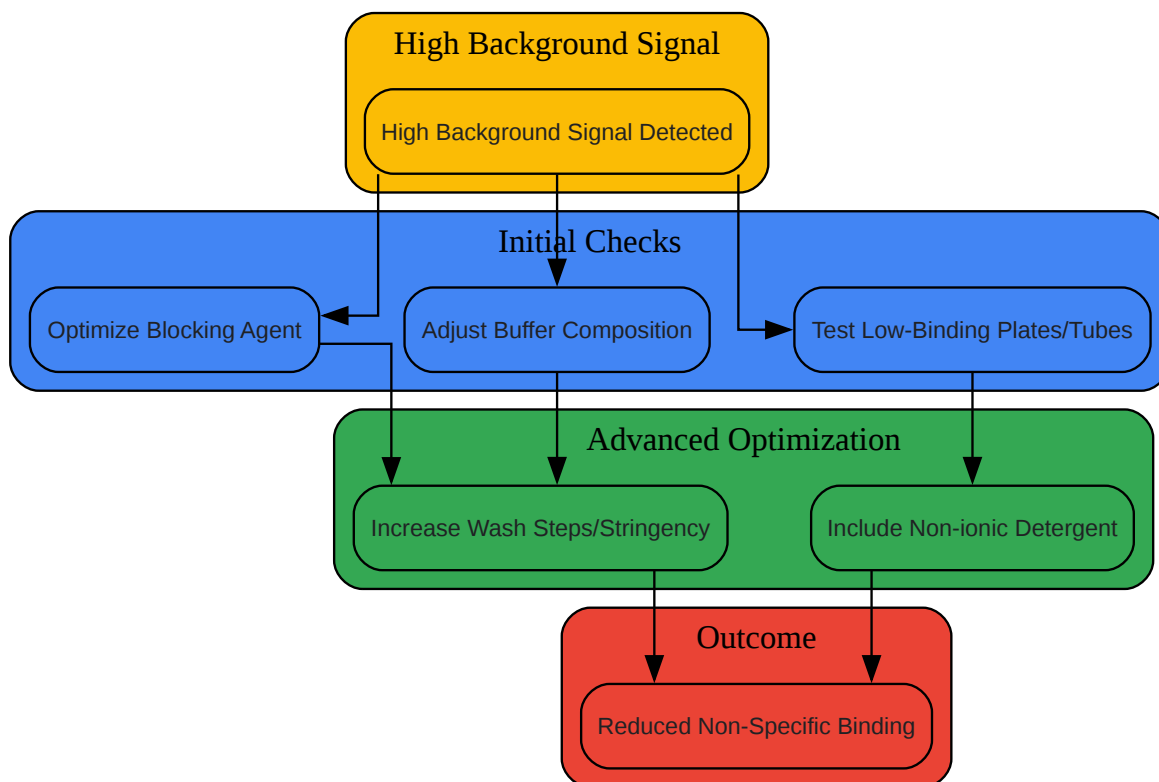 High Background Signal
High Background Signal Detected
Initial Checks
Optimize Blocking Agent
Adjust Buffer Composition
Test Low-Binding Plates/Tubes
Advanced Optimization
Increase Wash Steps/Stringency
Include Non-ionic Detergent
Outcome
Reduced Non-Specific Binding